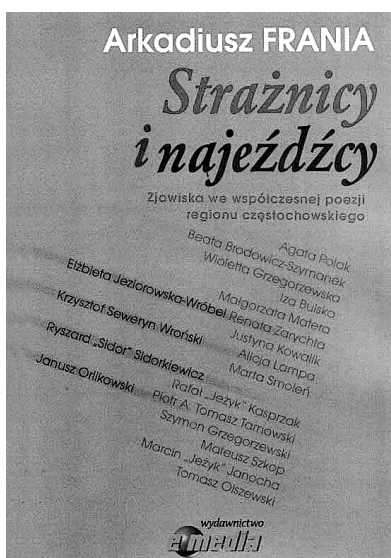 Arkadiusz FRANIA
Strażnicy
i najeźdźcy
Zjawiska we współczesnej poezji
regionu częstochowskiego
Agata Polak
Beata Brodowicz-Szymanek
Wioletta Grzegorzewska
Iza Bulska
Małgorzata Matera
Elżbieta Jeziorowska-Wróbel Renata Zarychta
Justyna Kowalik
Krzysztof Seweryn Wroński
Alicja Lampa
Marta Smoleń
Ryszard „Sidor” Sidorkiewicz
Rafał „Jeżyk” Kasprzak
Janusz Orlikowski
Piotr A. Tomasz Tarnowski
Szymon Grzegorzewski
Mateusz Szkop
Marcin „Jeżyk” Janocha
Tomasz Olszewski
wydawnictwo
e media